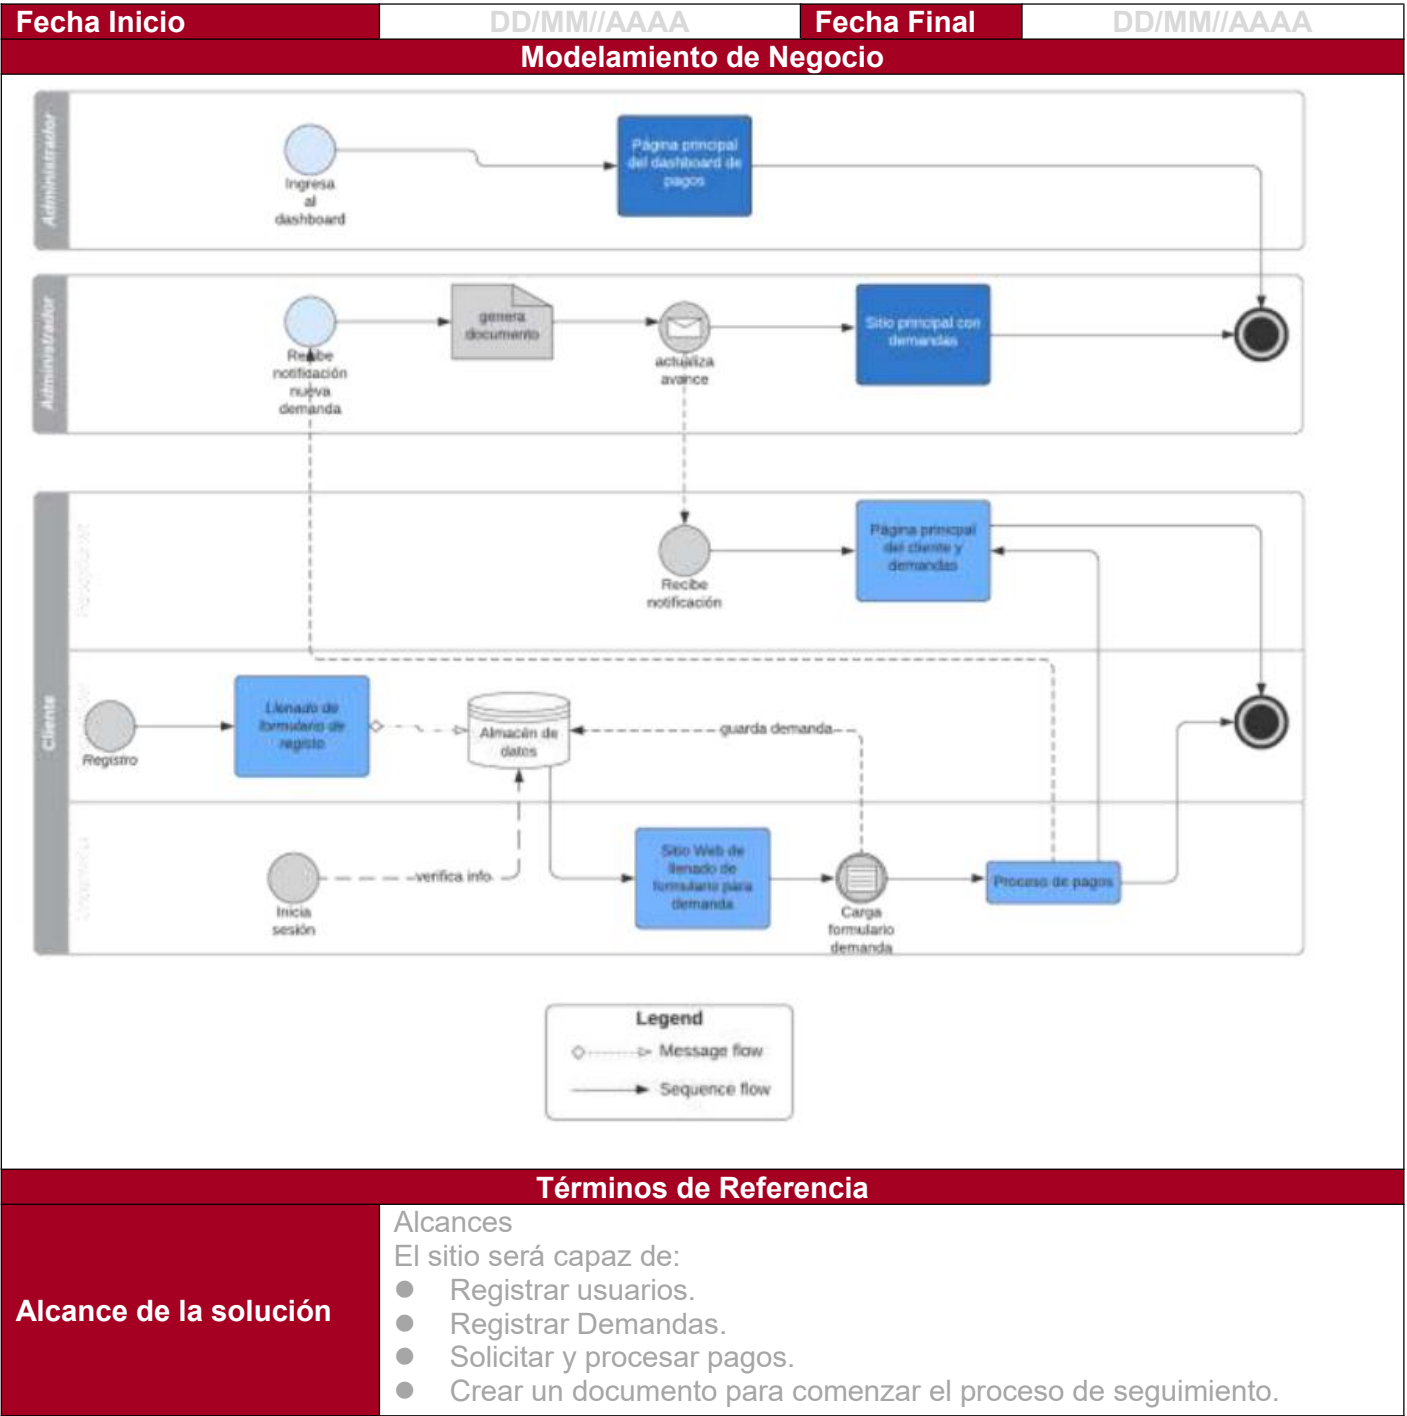 Fecha Inicio DD/MM//AAAA Fecha Final DD/MM//AAAA
Modelamiento de Negocio
Administrador
Ingresa
al
dashboard
Página principal
del dashboard de
pagos
Administrador
Recibe
notificación
nueva
demanda
genera
documento
actualiza
avance
Sitio principal con
demandas
Cliente
Recibe
notificación
Página prinicpal
del cliente y
demandas
Registro
Llenado de
formulario de
registo
Almacén de
datos
guarda demanda
Inicia
sesión
verifica info
Sitio Web de
llenado de
formulario para
demanda
Carga
formulario
demanda
Proceso de pagos
Legend
Message flow
Sequence flow
Términos de Referencia
Alcance de la solución
Alcances
El sitio será capaz de:
● Registrar usuarios.
● Registrar Demandas.
● Solicitar y procesar pagos.
● Crear un documento para comenzar el proceso de seguimiento.